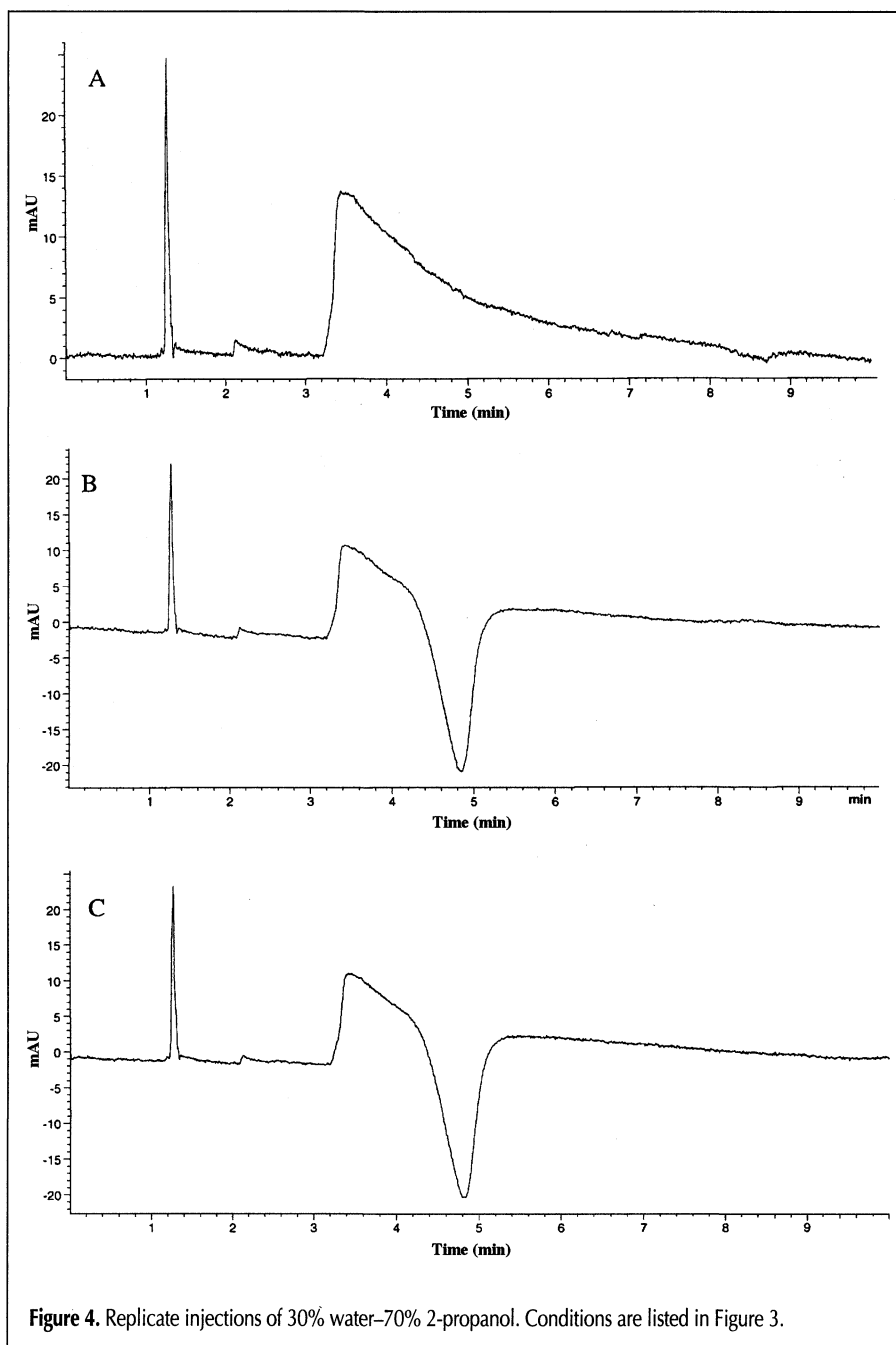 A
20
15
10
5
0
mAU
1 2 3 4 5 6 7 8 9
Time (min)
B
20
15
10
5
0
-5
-10
-15
-20
mAU
1 2 3 4 5 6 7 8 9 min
Time (min)
C
20
15
10
5
0
-5
-10
-15
-20
mAU
1 2 3 4 5 6 7 8 9
Time (min)
Figure 4. Replicate injections of 30% water–70% 2-propanol. Conditions are listed in Figure 3.